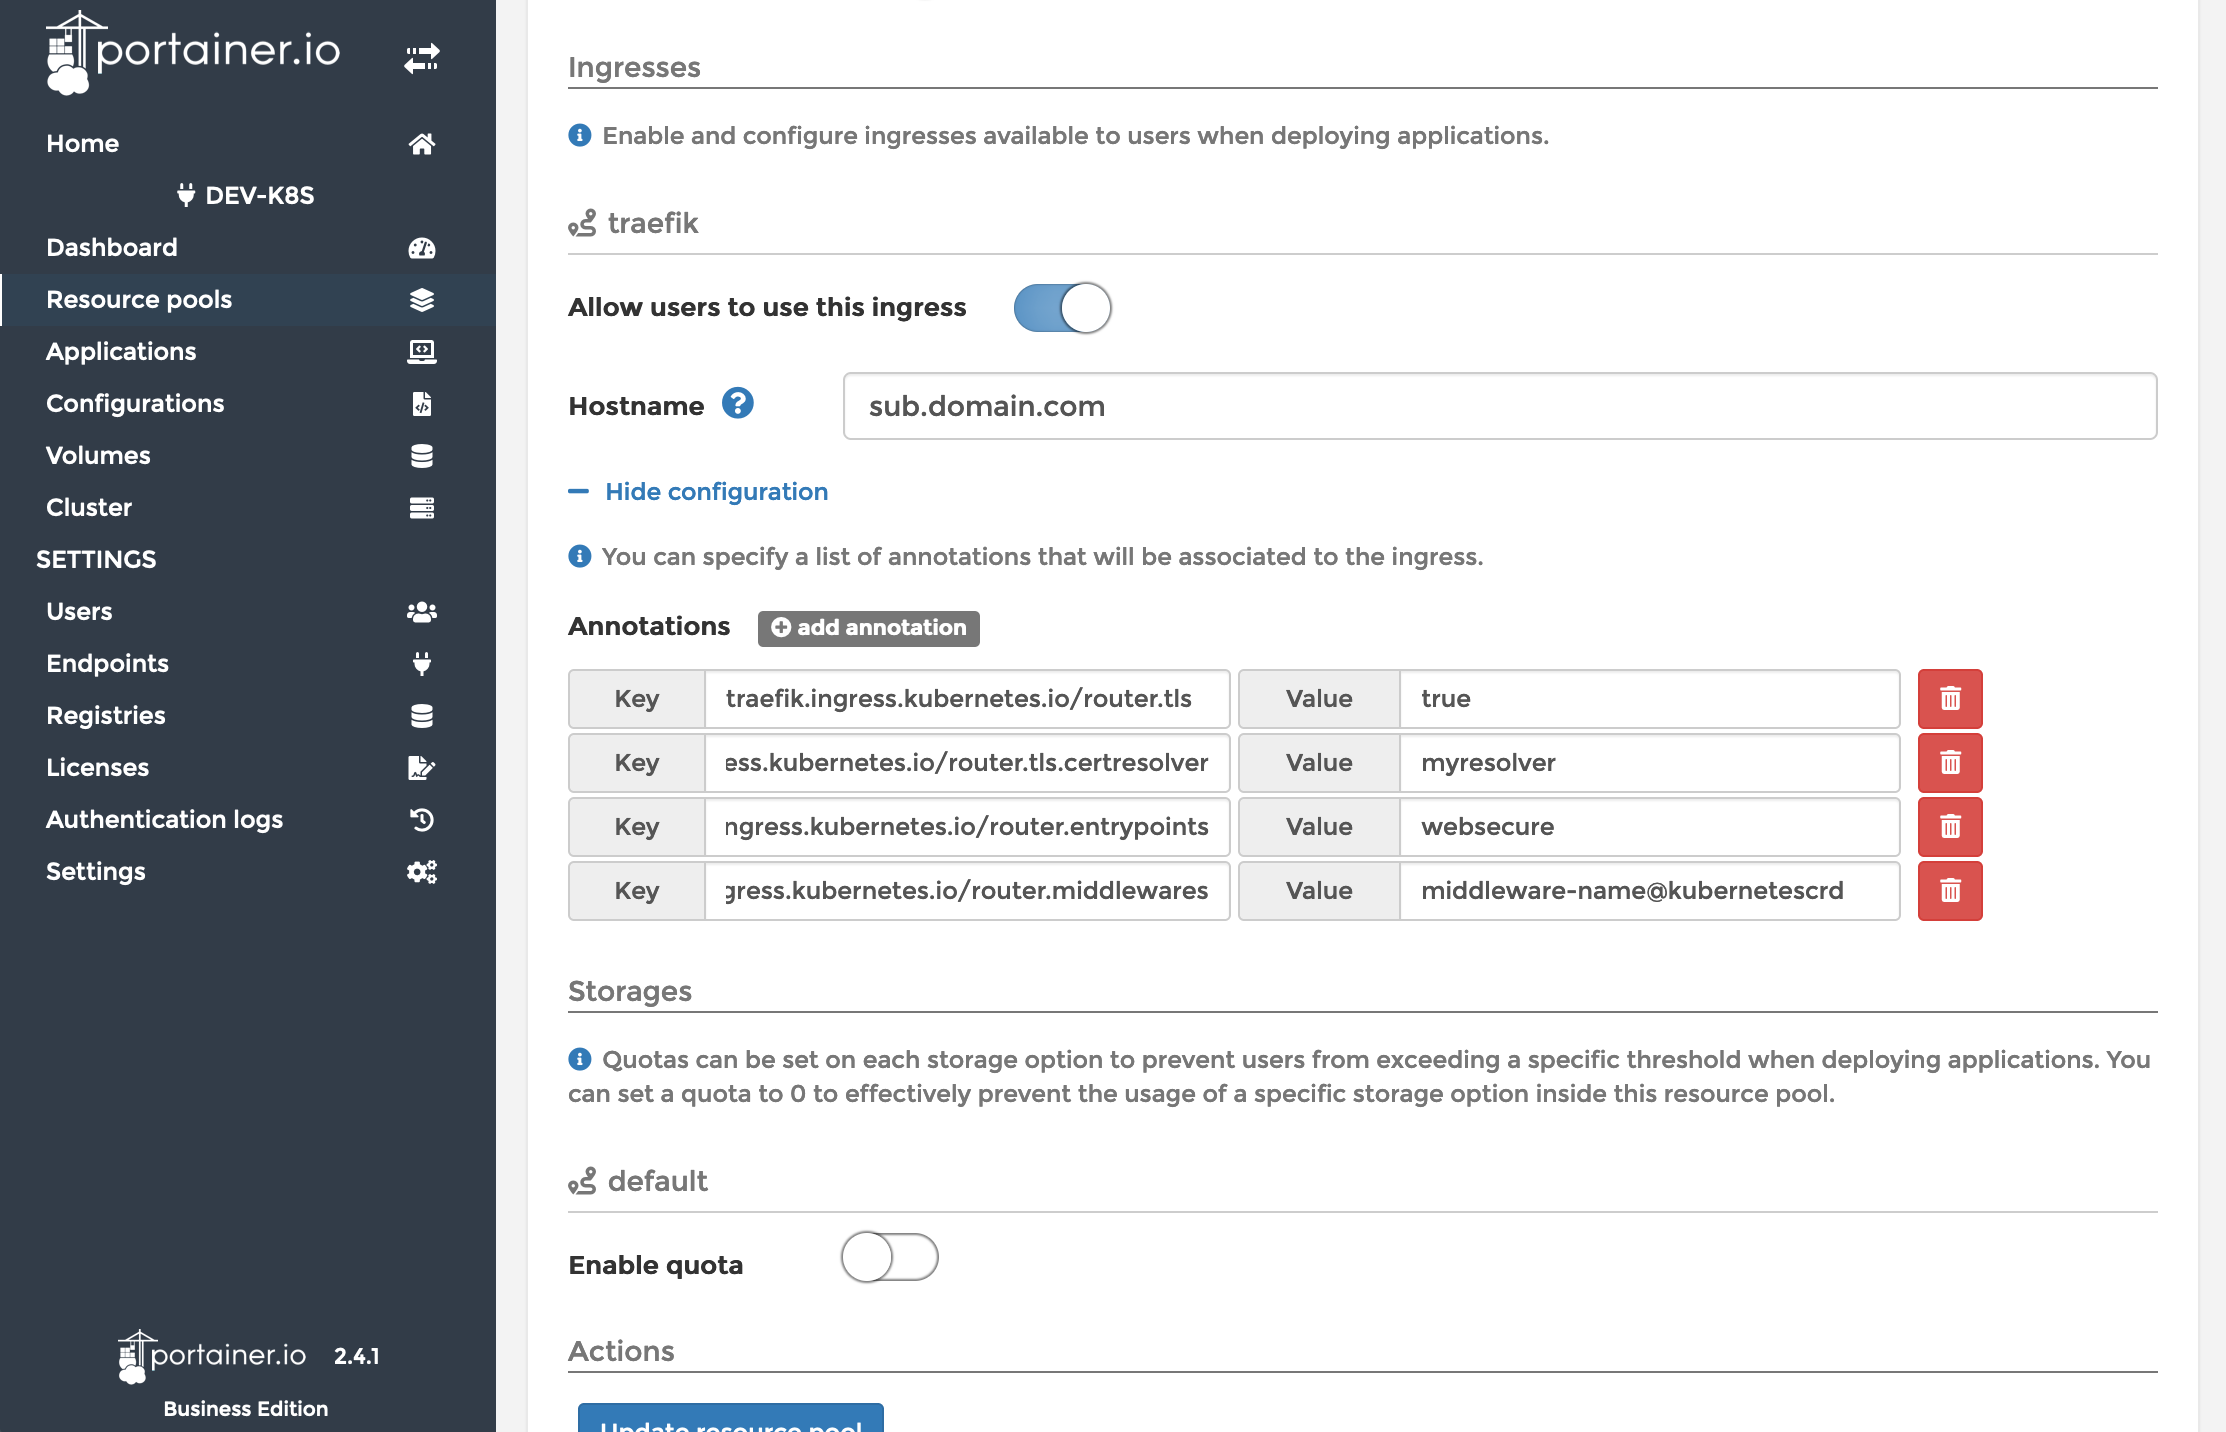 portainer.io
Home
DEV-K8S
Dashboard
Resource pools
Applications
Configurations
Volumes
Cluster
SETTINGS
Users
Endpoints
Registries
Licenses
Authentication logs
Settings
portainer.io 2.4.1
Business Edition
Ingresses
Enable and configure ingresses available to users when deploying applications.
traefik
Allow users to use this ingress
Hostname ? sub.domain.com
Hide configuration
You can specify a list of annotations that will be associated to the ingress.
Annotations add annotation
Key traefik.ingress.kubernetes.io/router.tls Value true
Key ess.kubernetes.io/router.tls.certresolver Value myresolver
Key ngress.kubernetes.io/router.entrypoints Value websecure
Key gress.kubernetes.io/router.middlewares Value middleware-name@kubernetescrd
Storages
Quotas can be set on each storage option to prevent users from exceeding a specific threshold when deploying applications. You
can set a quota to 0 to effectively prevent the usage of a specific storage option inside this resource pool.
default
Enable quota
Actions
Update resource pool